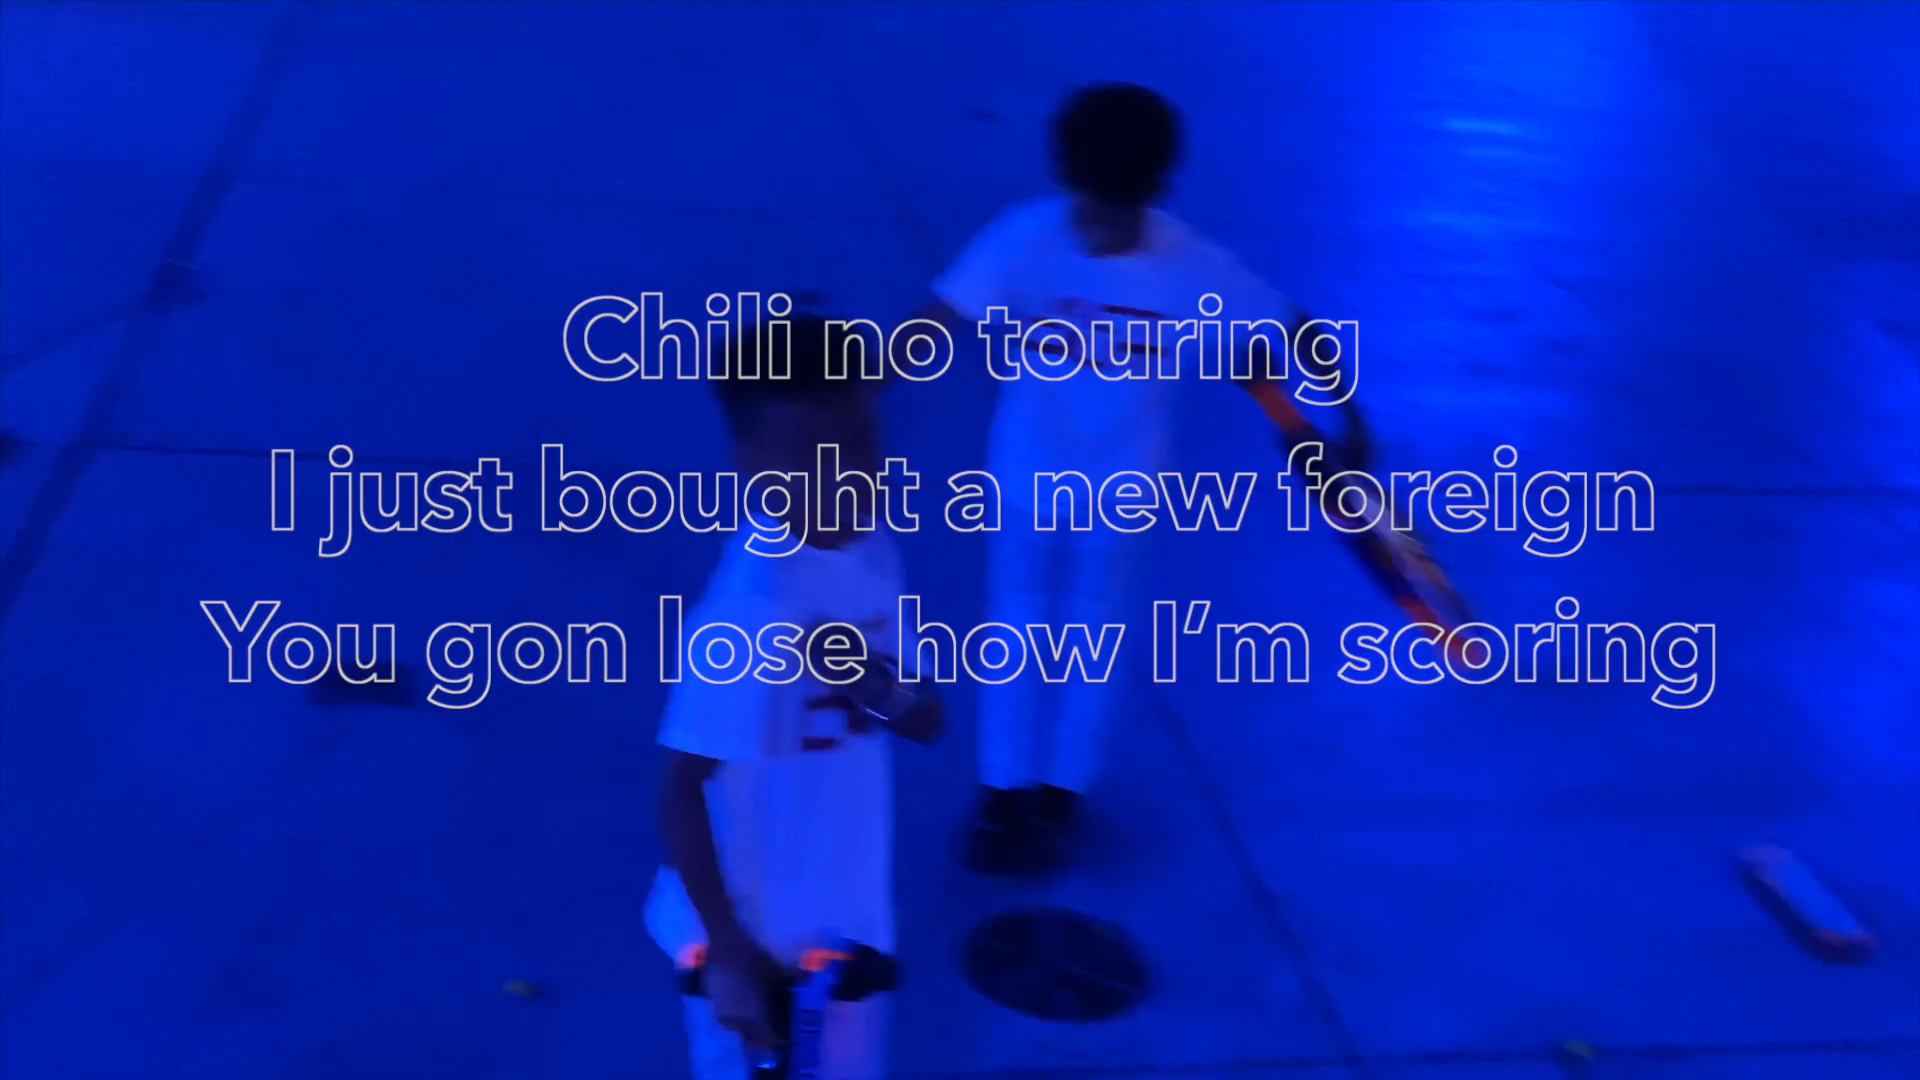 Chili no touring
I just bought a new foreign
You gon lose how I’m scoring